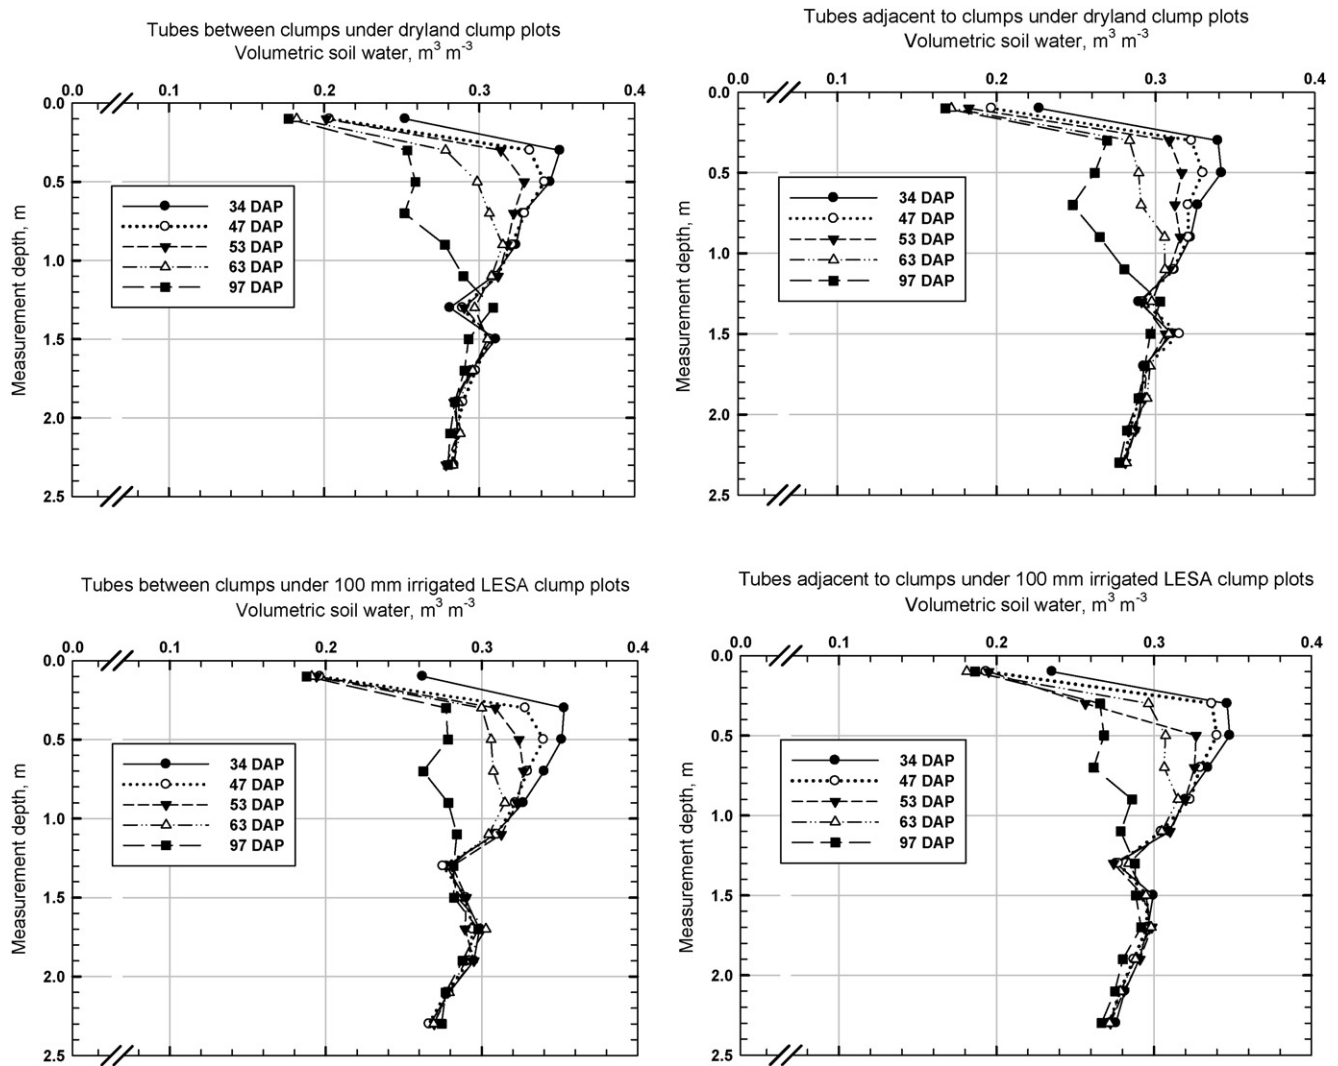 Tubes between clumps under dryland clump plots
Volumetric soil water, m³ m⁻³
0.0 0.1 0.2 0.3 0.4
0.0
0.5
1.0
1.5
2.0
2.5
Measurement depth, m
34 DAP
47 DAP
53 DAP
63 DAP
97 DAP
Tubes adjacent to clumps under dryland clump plots
Volumetric soil water, m³ m⁻³
0.0 0.1 0.2 0.3 0.4
0.0
0.5
1.0
1.5
2.0
2.5
Measurement depth, m
34 DAP
47 DAP
53 DAP
63 DAP
97 DAP
Tubes between clumps under 100 mm irrigated LESA clump plots
Volumetric soil water, m³ m⁻³
0.0 0.1 0.2 0.3 0.4
0.0
0.5
1.0
1.5
2.0
2.5
Measurement depth, m
34 DAP
47 DAP
53 DAP
63 DAP
97 DAP
Tubes adjacent to clumps under 100 mm irrigated LESA clump plots
Volumetric soil water, m³ m⁻³
0.0 0.1 0.2 0.3 0.4
0.0
0.5
1.0
1.5
2.0
2.5
Measurement depth, m
34 DAP
47 DAP
53 DAP
63 DAP
97 DAP